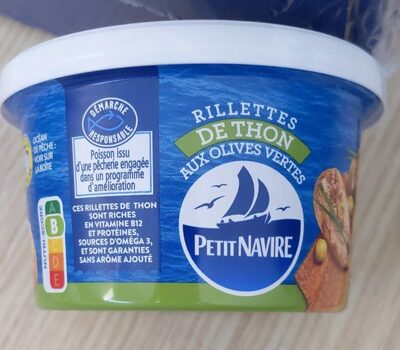 OCÉAN
DE PÊCHE :
VOIR SUR
LA BOÎTE
DÉMARCHE
RESPONSABLE
Poisson issu
d'une pêcherie engagée
dans un programme
d'amélioration
CES RILLETTES DE THON
SONT RICHES
EN VITAMINE B12
ET PROTÉINES,
SOURCES D'OMÉGA 3,
ET SONT GARANTIES
SANS ARÔME AJOUTÉ
NUTRI-SCORE
A
B
C
D
E
RILLETTES
DE THON
AUX OLIVES VERTES
PETIT NAVIRE